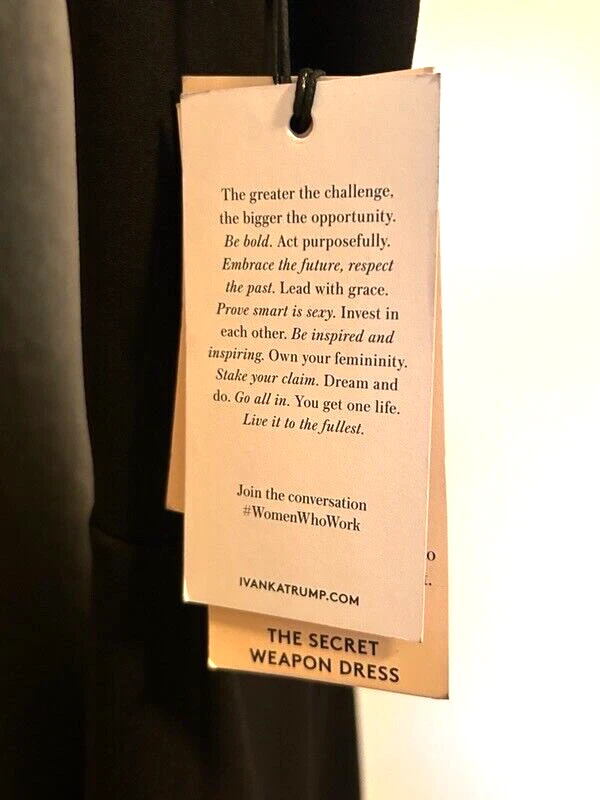 The greater the challenge,
the bigger the opportunity.
Be bold. Act purposefully.
Embrace the future, respect
the past. Lead with grace.
Prove smart is sexy. Invest in
each other. Be inspired and
inspiring. Own your femininity.
Stake your claim. Dream and
do. Go all in. You get one life.
Live it to the fullest.
Join the conversation
#WomenWhoWork
IVANKATRUMP.COM
THE SECRET
WEAPON DRESS